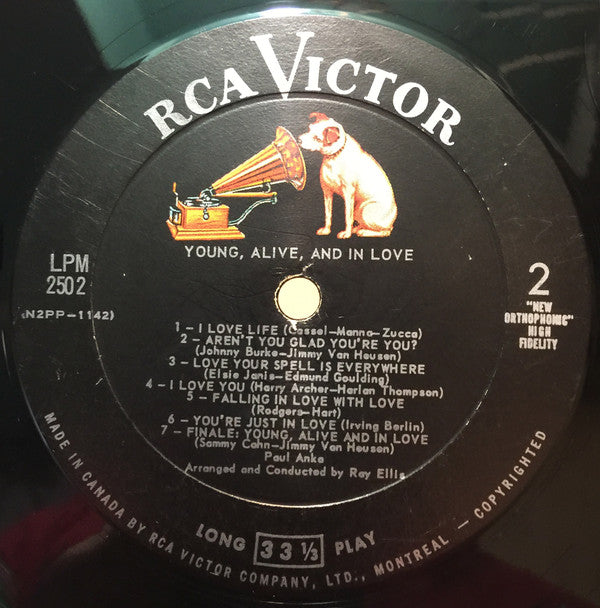 RCA VICTOR
YOUNG, ALIVE, AND IN LOVE
LPM
2502
(N2PP-1142)
2
"NEW
ORTHOPHONIC"
HIGH
FIDELITY
1 - I LOVE LIFE (Cassel-Manna-Zucca)
2 - AREN'T YOU GLAD YOU'RE YOU?
(Johnny Burke-Jimmy Van Heusen)
3 - LOVE YOUR SPELL IS EVERYWHERE
(Elsie Janis-Edmund Goulding)
4 - I LOVE YOU (Harry Archer-Harlan Thompson)
5 - FALLING IN LOVE WITH LOVE
(Rodgers-Hart)
6 - YOU'RE JUST IN LOVE (Irving Berlin)
7 - FINALE: YOUNG, ALIVE AND IN LOVE
(Sammy Cahn-Jimmy Van Heusen)
Paul Anka
Arranged and Conducted by Ray Ellis
LONG 33 1/3 PLAY
MADE IN CANADA BY RCA VICTOR COMPANY, LTD., MONTREAL - COPYRIGHTED